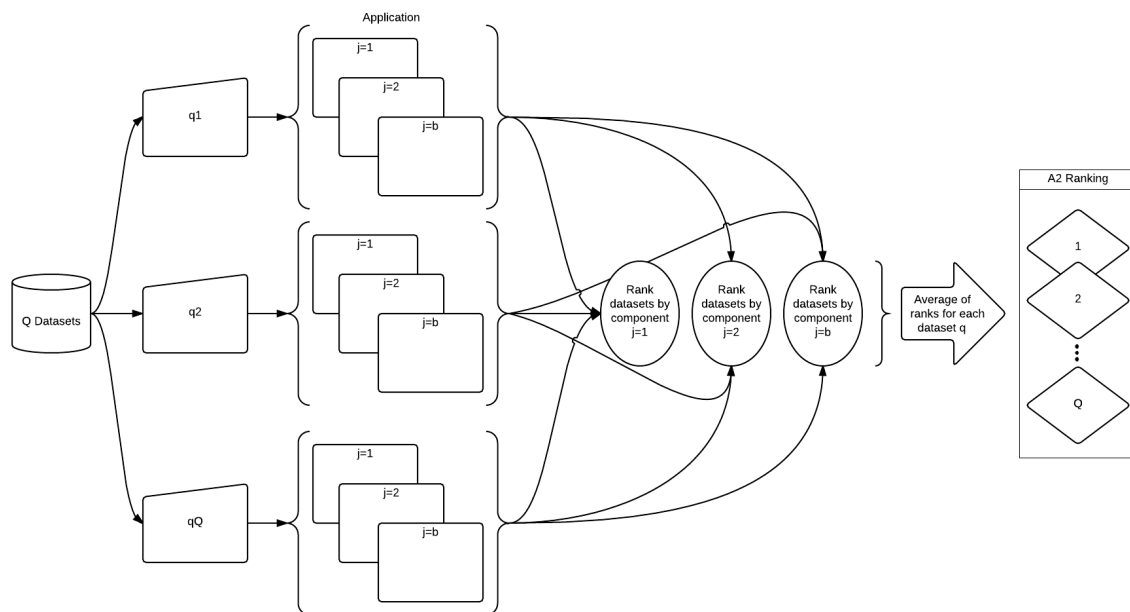 Application
j=1
j=2
j=b
q1
j=1
j=2
j=b
Q Datasets
q2
j=1
j=2
j=b
qQ
Rank
datasets by
component
j=1
Rank
datasets by
component
j=2
Rank
datasets by
component
j=b
Average of
ranks for each
dataset q
A2 Ranking
1
2
Q